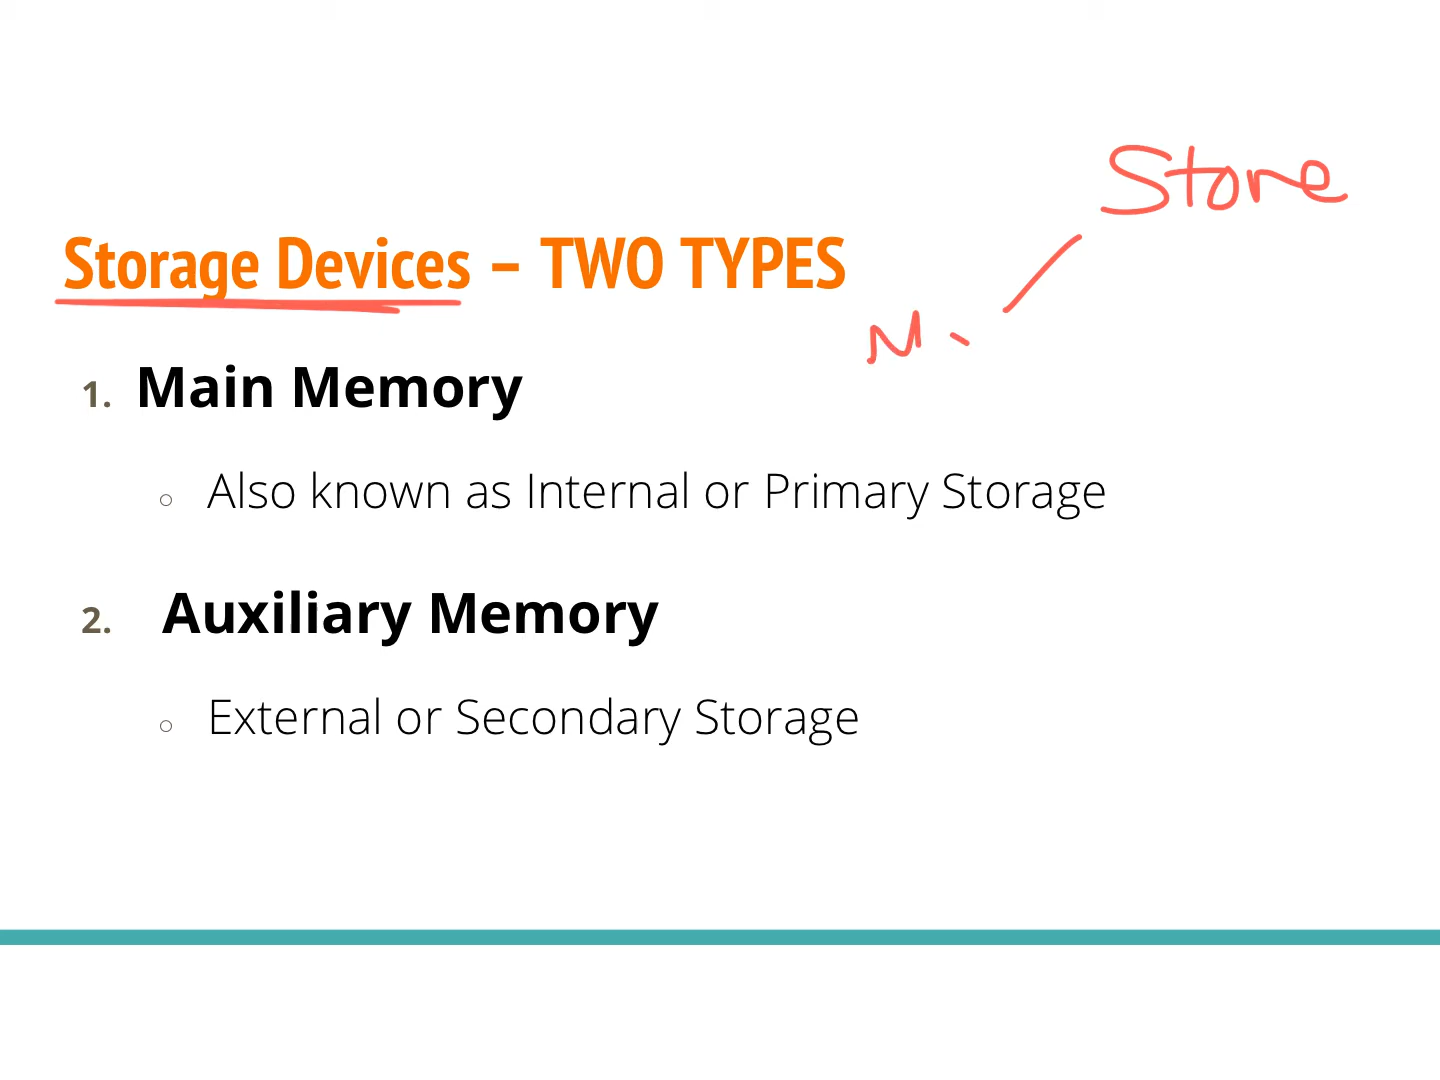 Store
Storage Devices – TWO TYPES
M.
1. Main Memory
○ Also known as Internal or Primary Storage
2. Auxiliary Memory
○ External or Secondary Storage